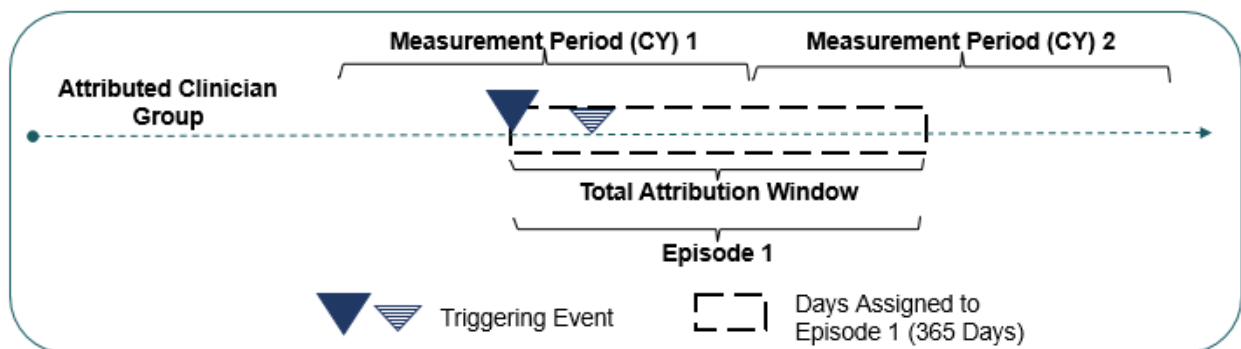 Measurement Period (CY) 1
Measurement Period (CY) 2
Attributed Clinician
Group
Total Attribution Window
Episode 1
Triggering Event
Days Assigned to
Episode 1 (365 Days)